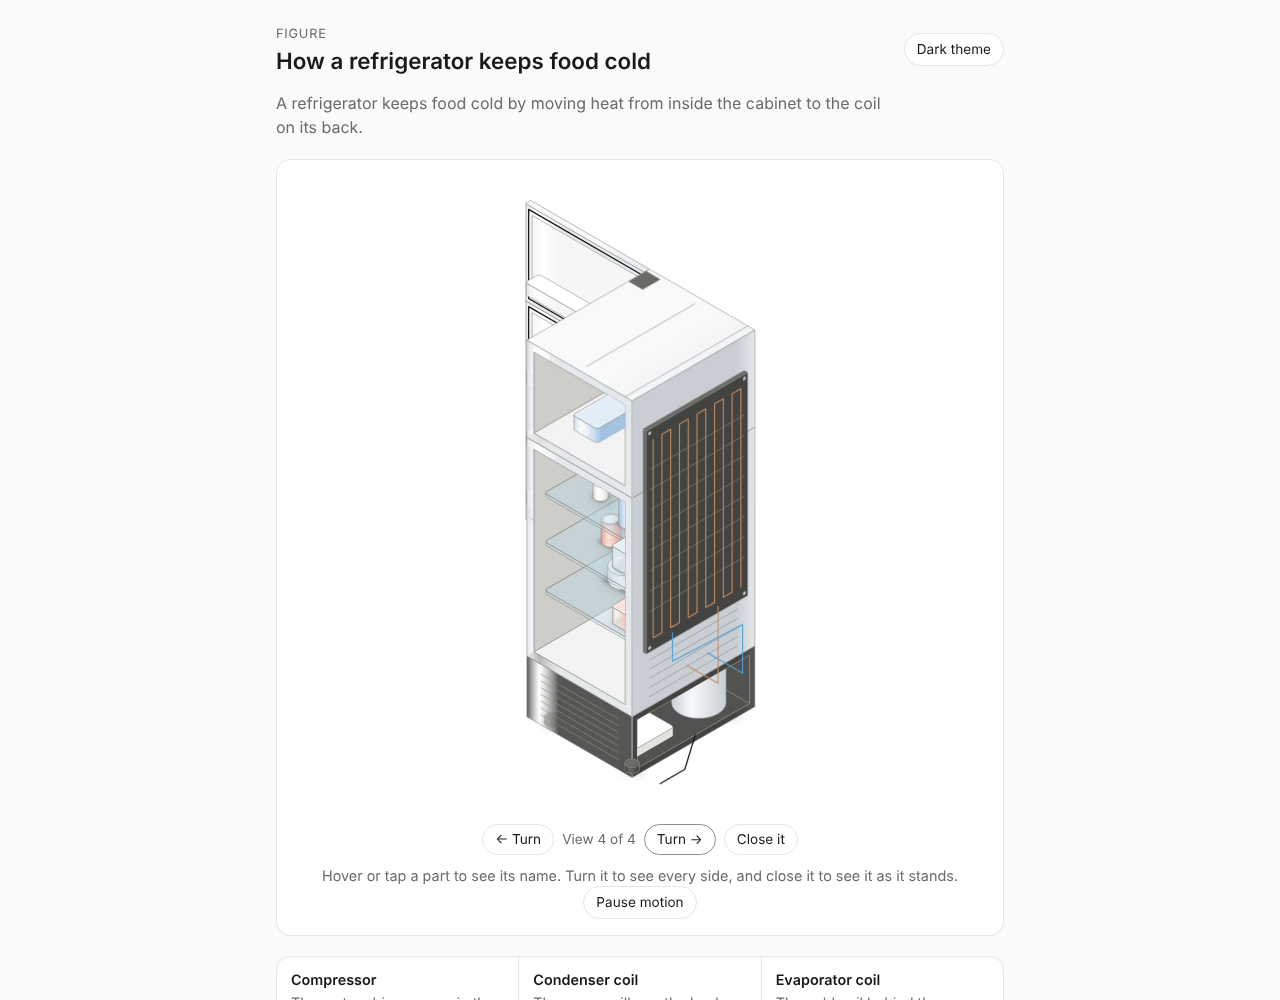 FIGURE
How a refrigerator keeps food cold
Dark theme
A refrigerator keeps food cold by moving heat from inside the cabinet to the coil
on its back.
← Turn
View 4 of 4
Turn →
Close it
Hover or tap a part to see its name. Turn it to see every side, and close it to see it as it stands.
Pause motion
Compressor
Condenser coil
Evaporator coil